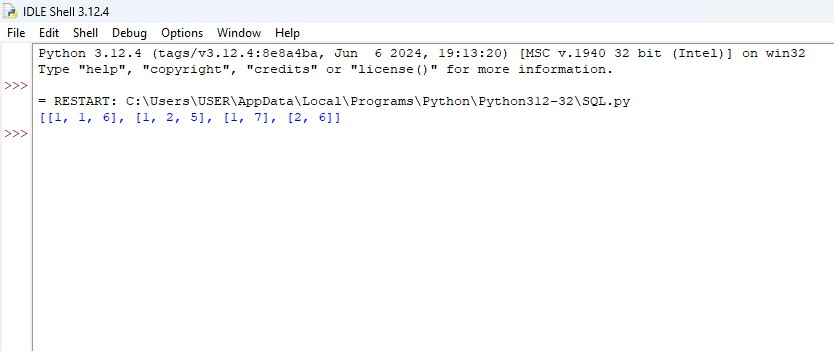 IDLE Shell 3.12.4
File Edit Shell Debug Options Window Help
Python 3.12.4 (tags/v3.12.4:8e8a4ba, Jun  6 2024, 19:13:20) [MSC v.1940 32 bit (Intel)] on win32
Type "help", "copyright", "credits" or "license()" for more information.
>>>
= RESTART: C:\Users\USER\AppData\Local\Programs\Python\Python312-32\SQL.py
[[1, 1, 6], [1, 2, 5], [1, 7], [2, 6]]
>>>